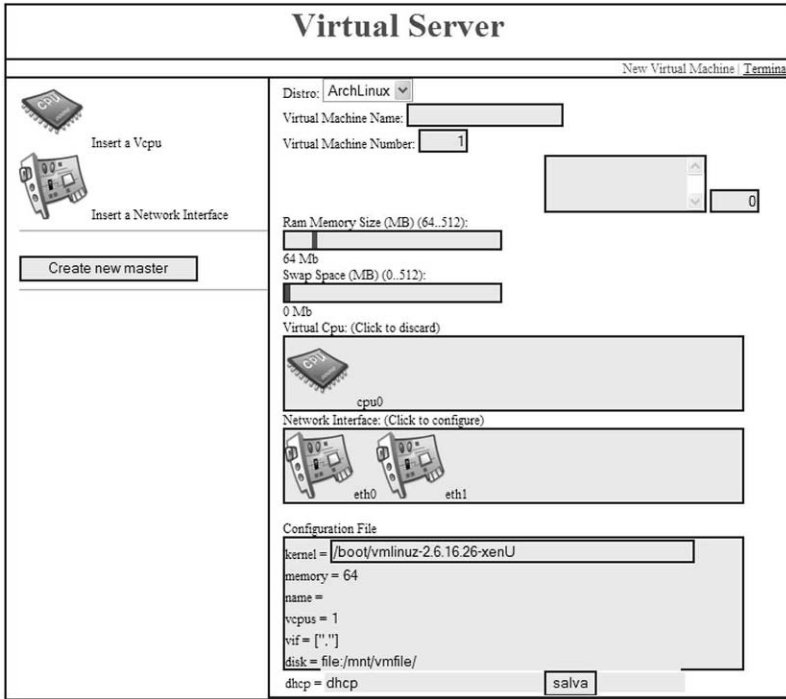 Virtual Server
New Virtual Machine | Termina
Insert a Vcpu
Insert a Network Interface
Create new master
Distro: ArchLinux
Virtual Machine Name:
Virtual Machine Number: 1
0
Ram Memory Size (MB) (64..512):
64 Mb
Swap Space (MB) (0..512):
0 Mb
Virtual Cpu: (Click to discard)
cpu0
Network Interface: (Click to configure)
eth0 eth1
Configuration File
kernel = /boot/vmlinuz-2.6.16.26-xenU
memory = 64
name =
vcpus = 1
vif = [","]
disk = file:/mnt/vmfile/
dhcp = dhcp salva